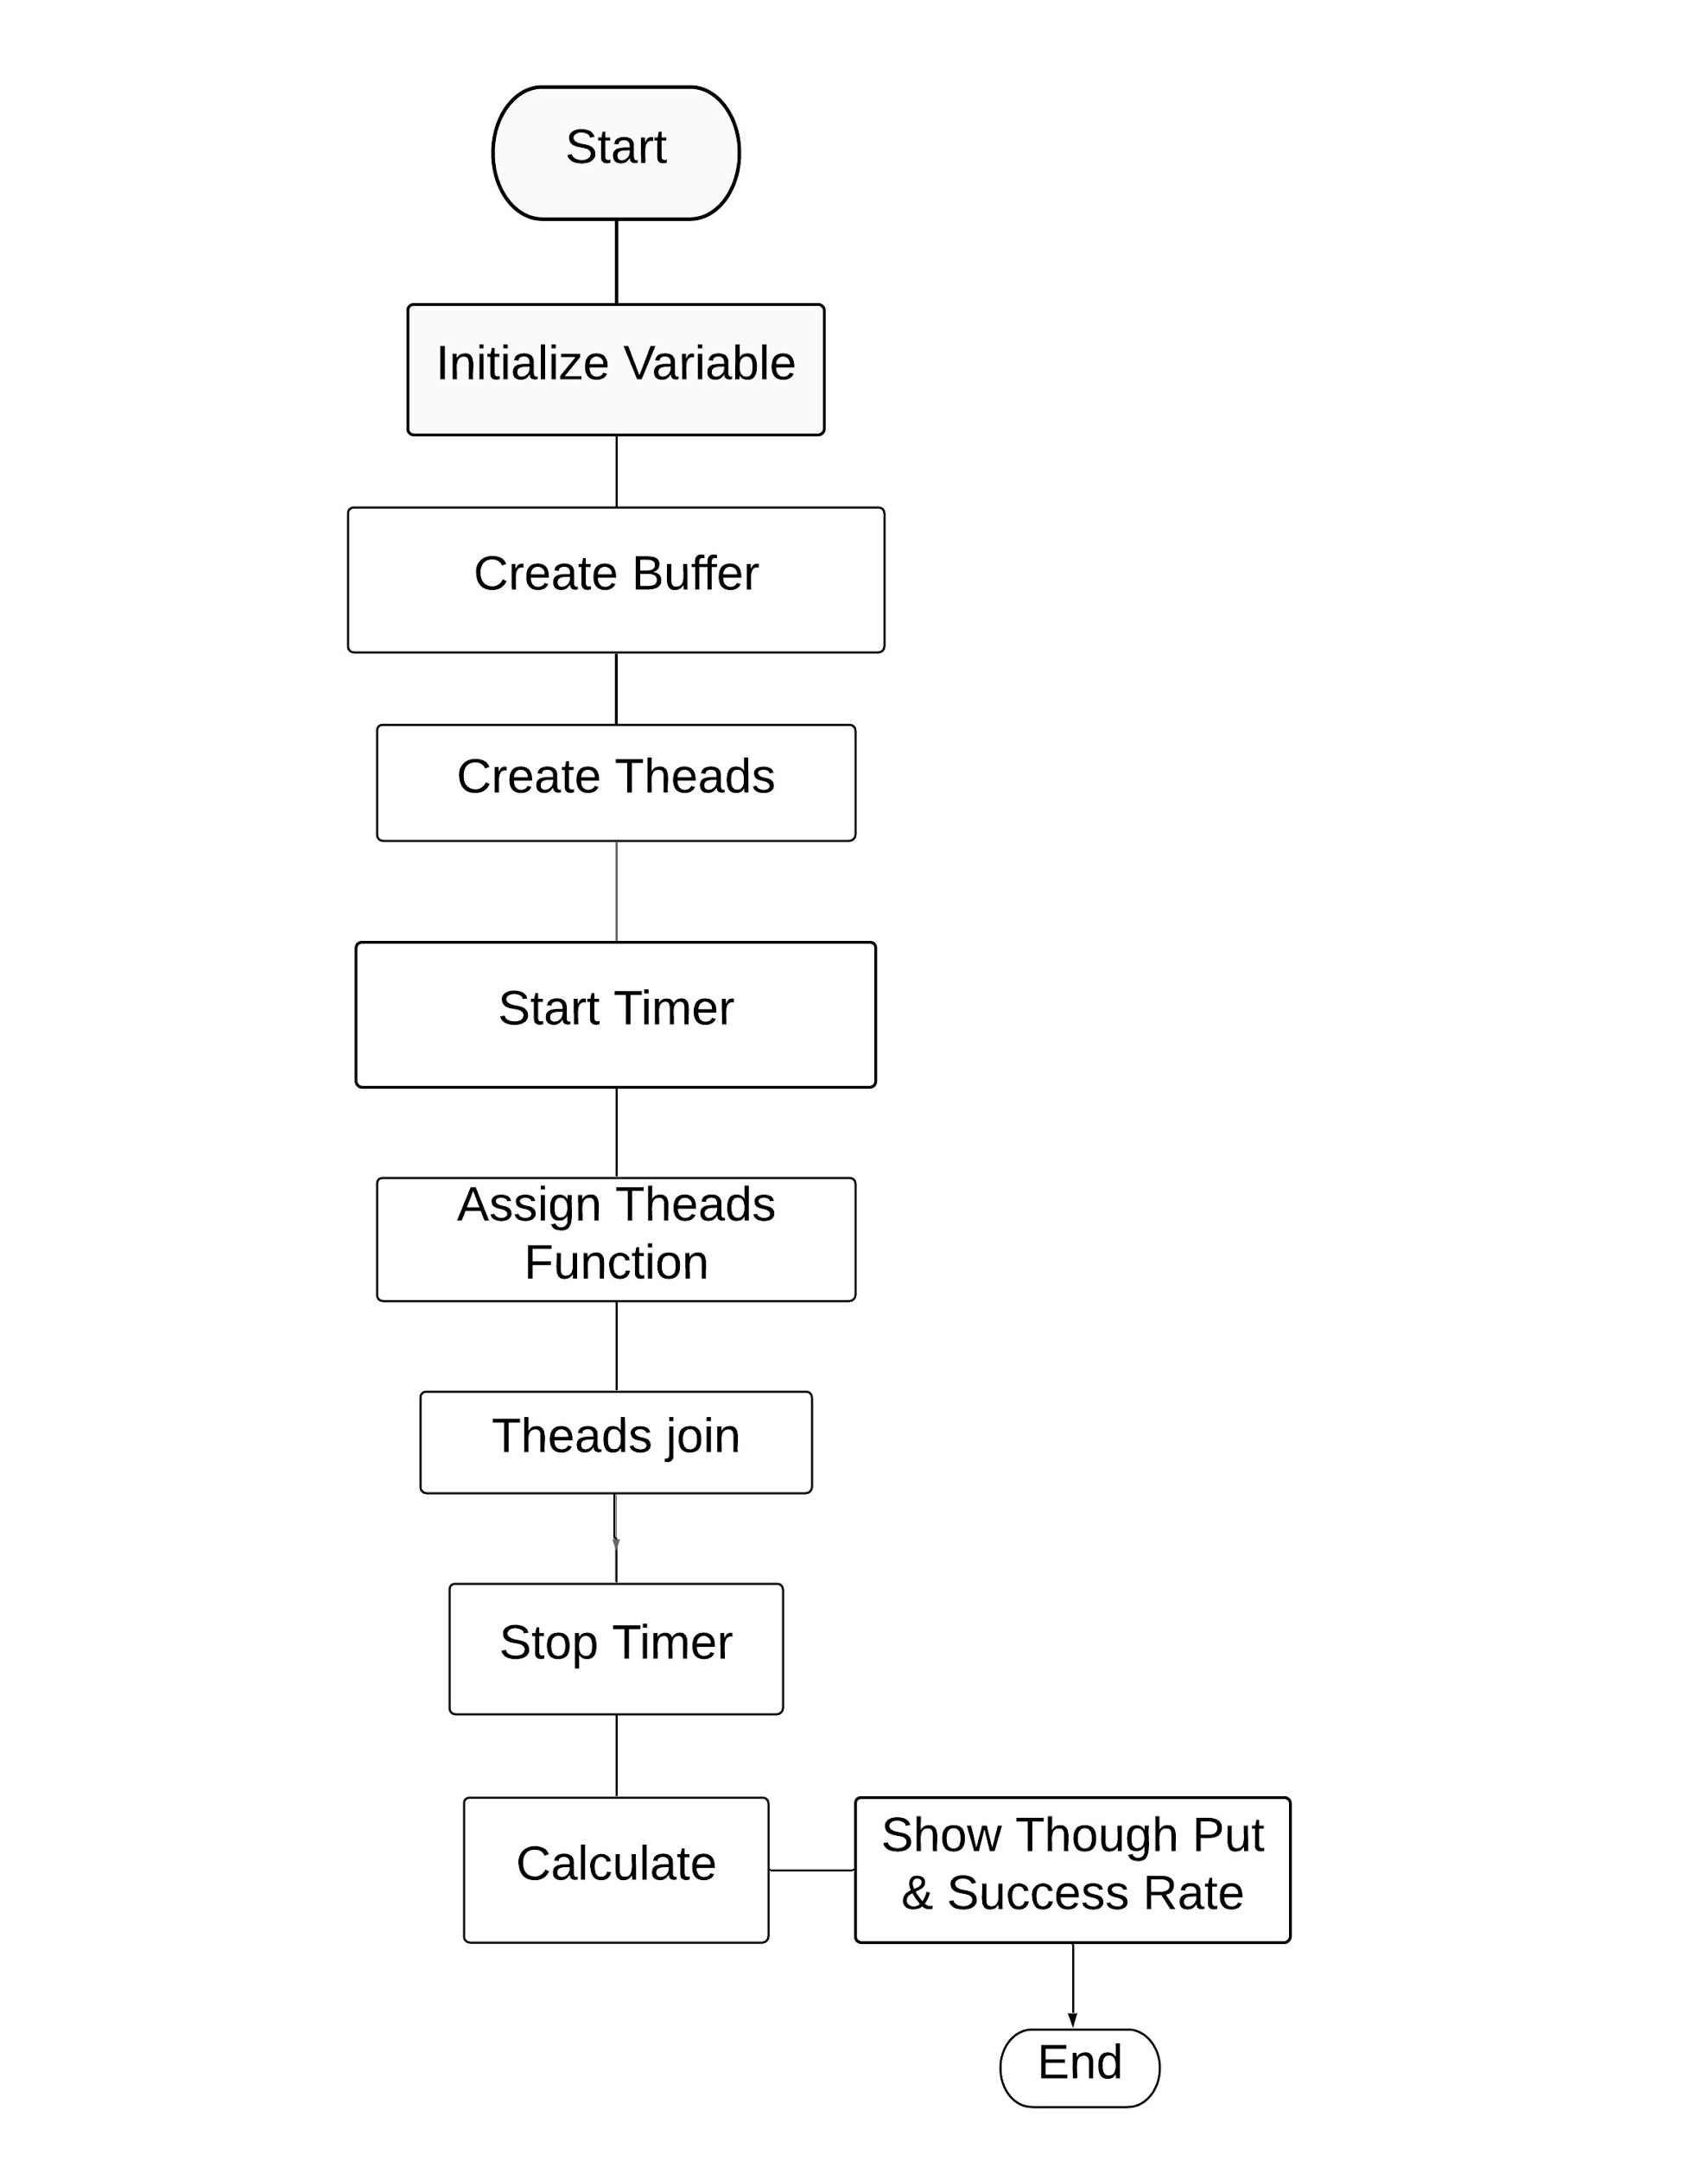 Start
Initialize Variable
Create Buffer
Create Theads
Start Timer
Assign Theads
Function
Theads join
Stop Timer
Calculate
Show Though Put
& Success Rate
End